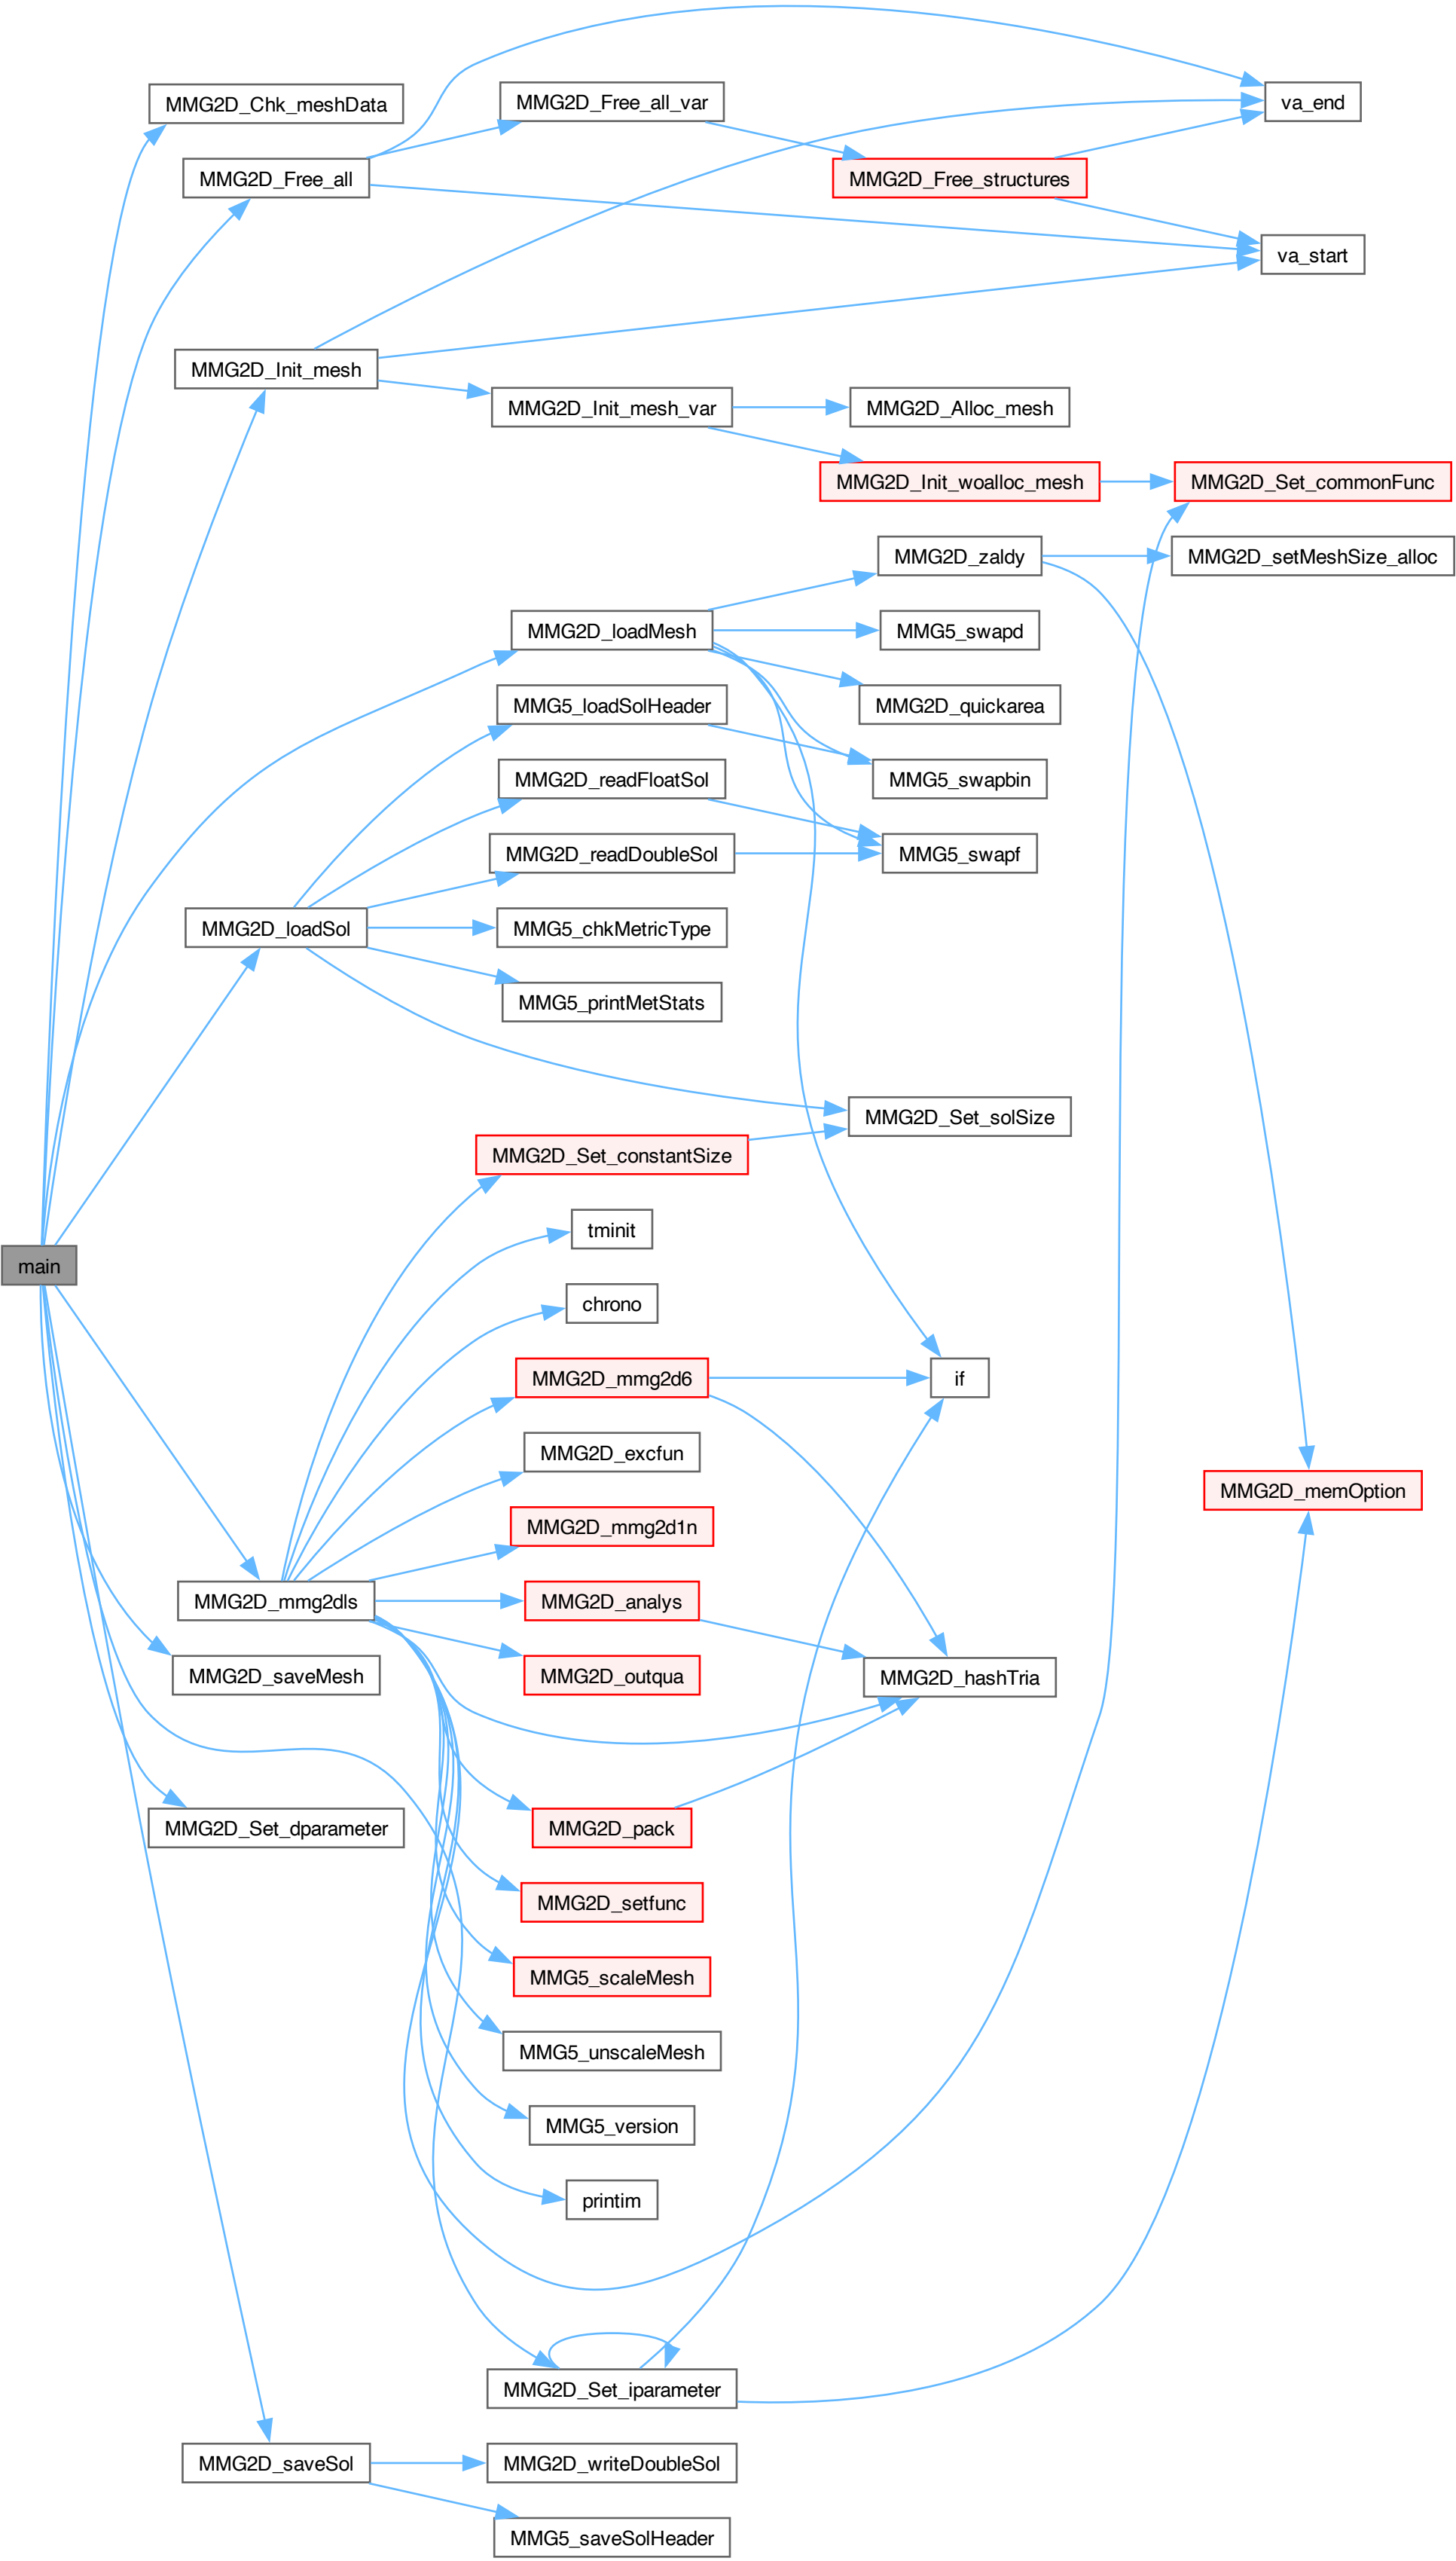 MMG2D_Chk_meshData
MMG2D_Free_all_var
va_end
MMG2D_Free_all
MMG2D_Free_structures
va_start
MMG2D_Init_mesh
MMG2D_Init_mesh_var
MMG2D_Alloc_mesh
MMG2D_Init_woalloc_mesh
MMG2D_Set_commonFunc
MMG2D_zaldy
MMG2D_setMeshSize_alloc
MMG2D_loadMesh
MMG5_swapd
MMG5_loadSolHeader
MMG2D_quickarea
MMG2D_readFloatSol
MMG5_swapbin
MMG2D_readDoubleSol
MMG5_swapf
MMG2D_loadSol
MMG5_chkMetricType
MMG5_printMetStats
MMG2D_Set_solSize
MMG2D_Set_constantSize
tminit
main
chrono
MMG2D_mmg2d6
if
MMG2D_excfun
MMG2D_memOption
MMG2D_mmg2d1n
MMG2D_mmg2dls
MMG2D_analys
MMG2D_saveMesh
MMG2D_outqua
MMG2D_hashTria
MMG2D_Set_dparameter
MMG2D_pack
MMG2D_setfunc
MMG5_scaleMesh
MMG5_unscaleMesh
MMG5_version
printim
MMG2D_Set_iparameter
MMG2D_saveSol
MMG2D_writeDoubleSol
MMG5_saveSolHeader